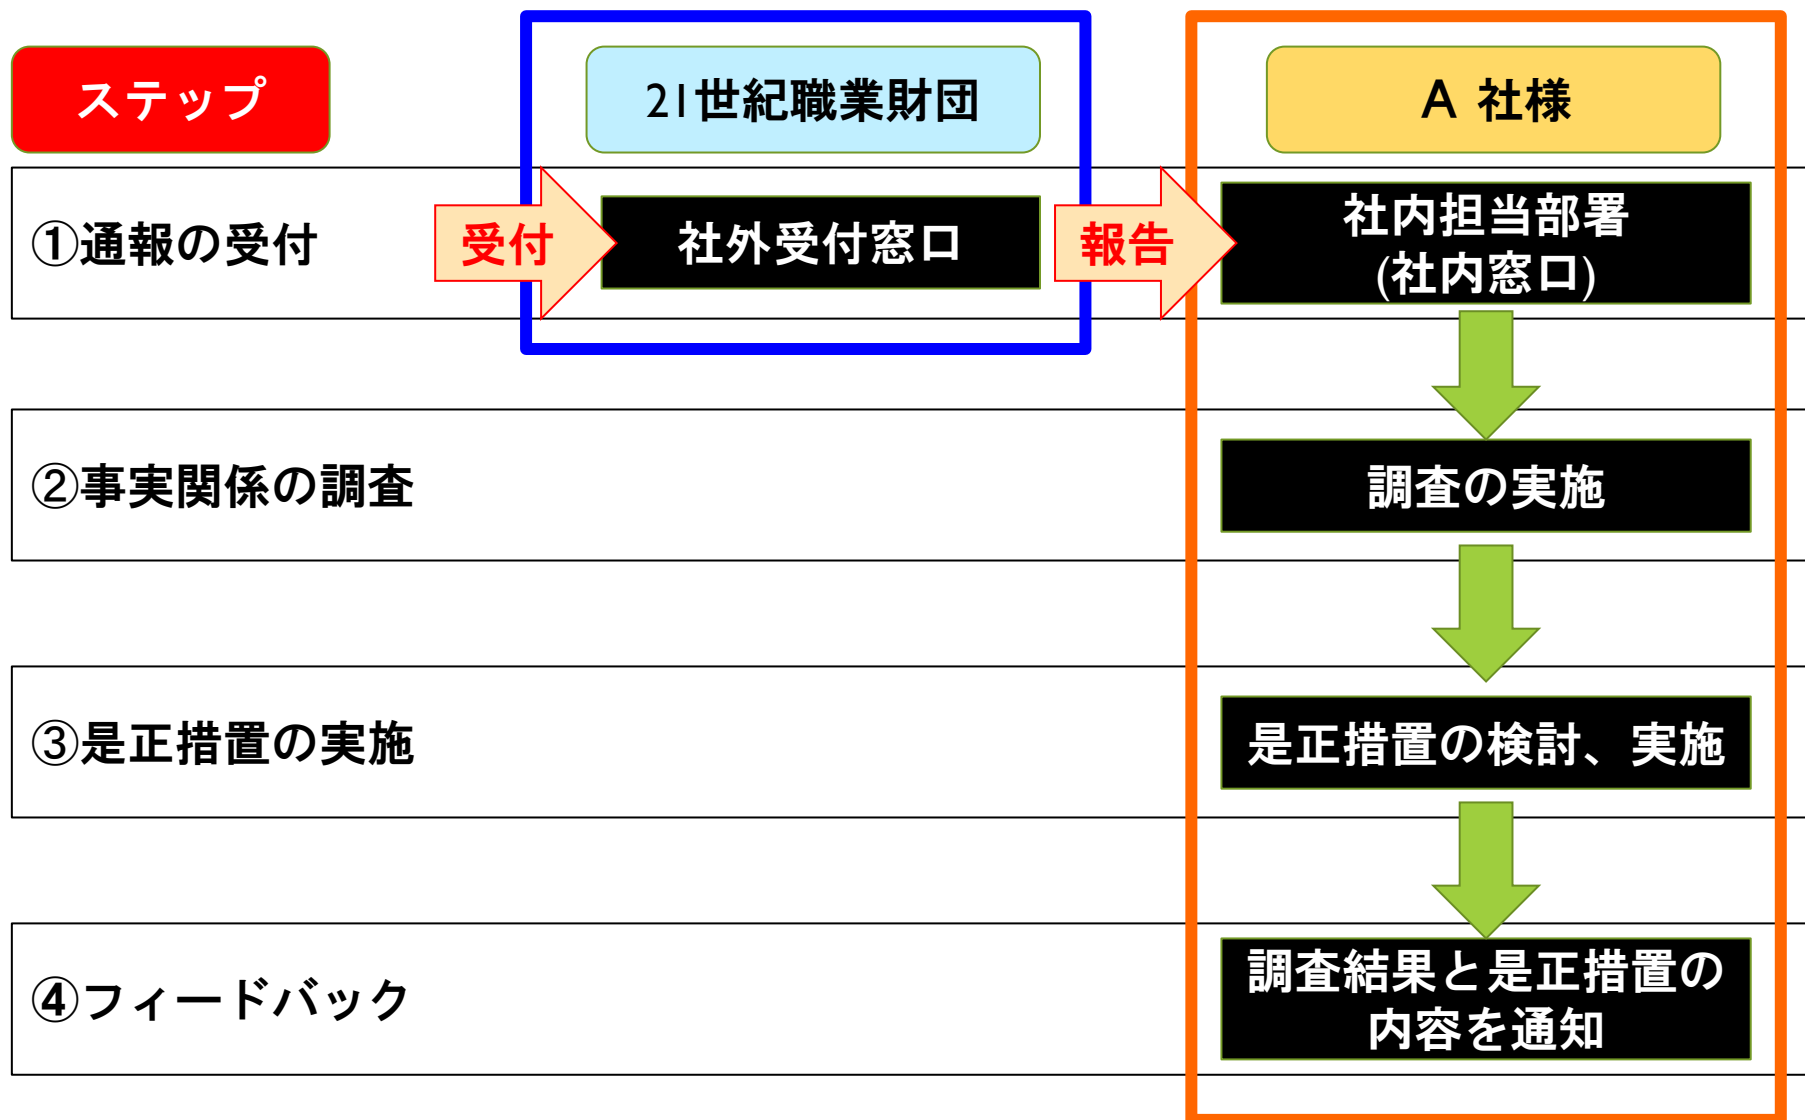 ステップ
21世紀職業財団
A 社様
①通報の受付
受付
社外受付窓口
報告
社内担当部署
(社内窓口)
②事実関係の調査
調査の実施
③是正措置の実施
是正措置の検討、実施
④フィードバック
調査結果と是正措置の
内容を通知